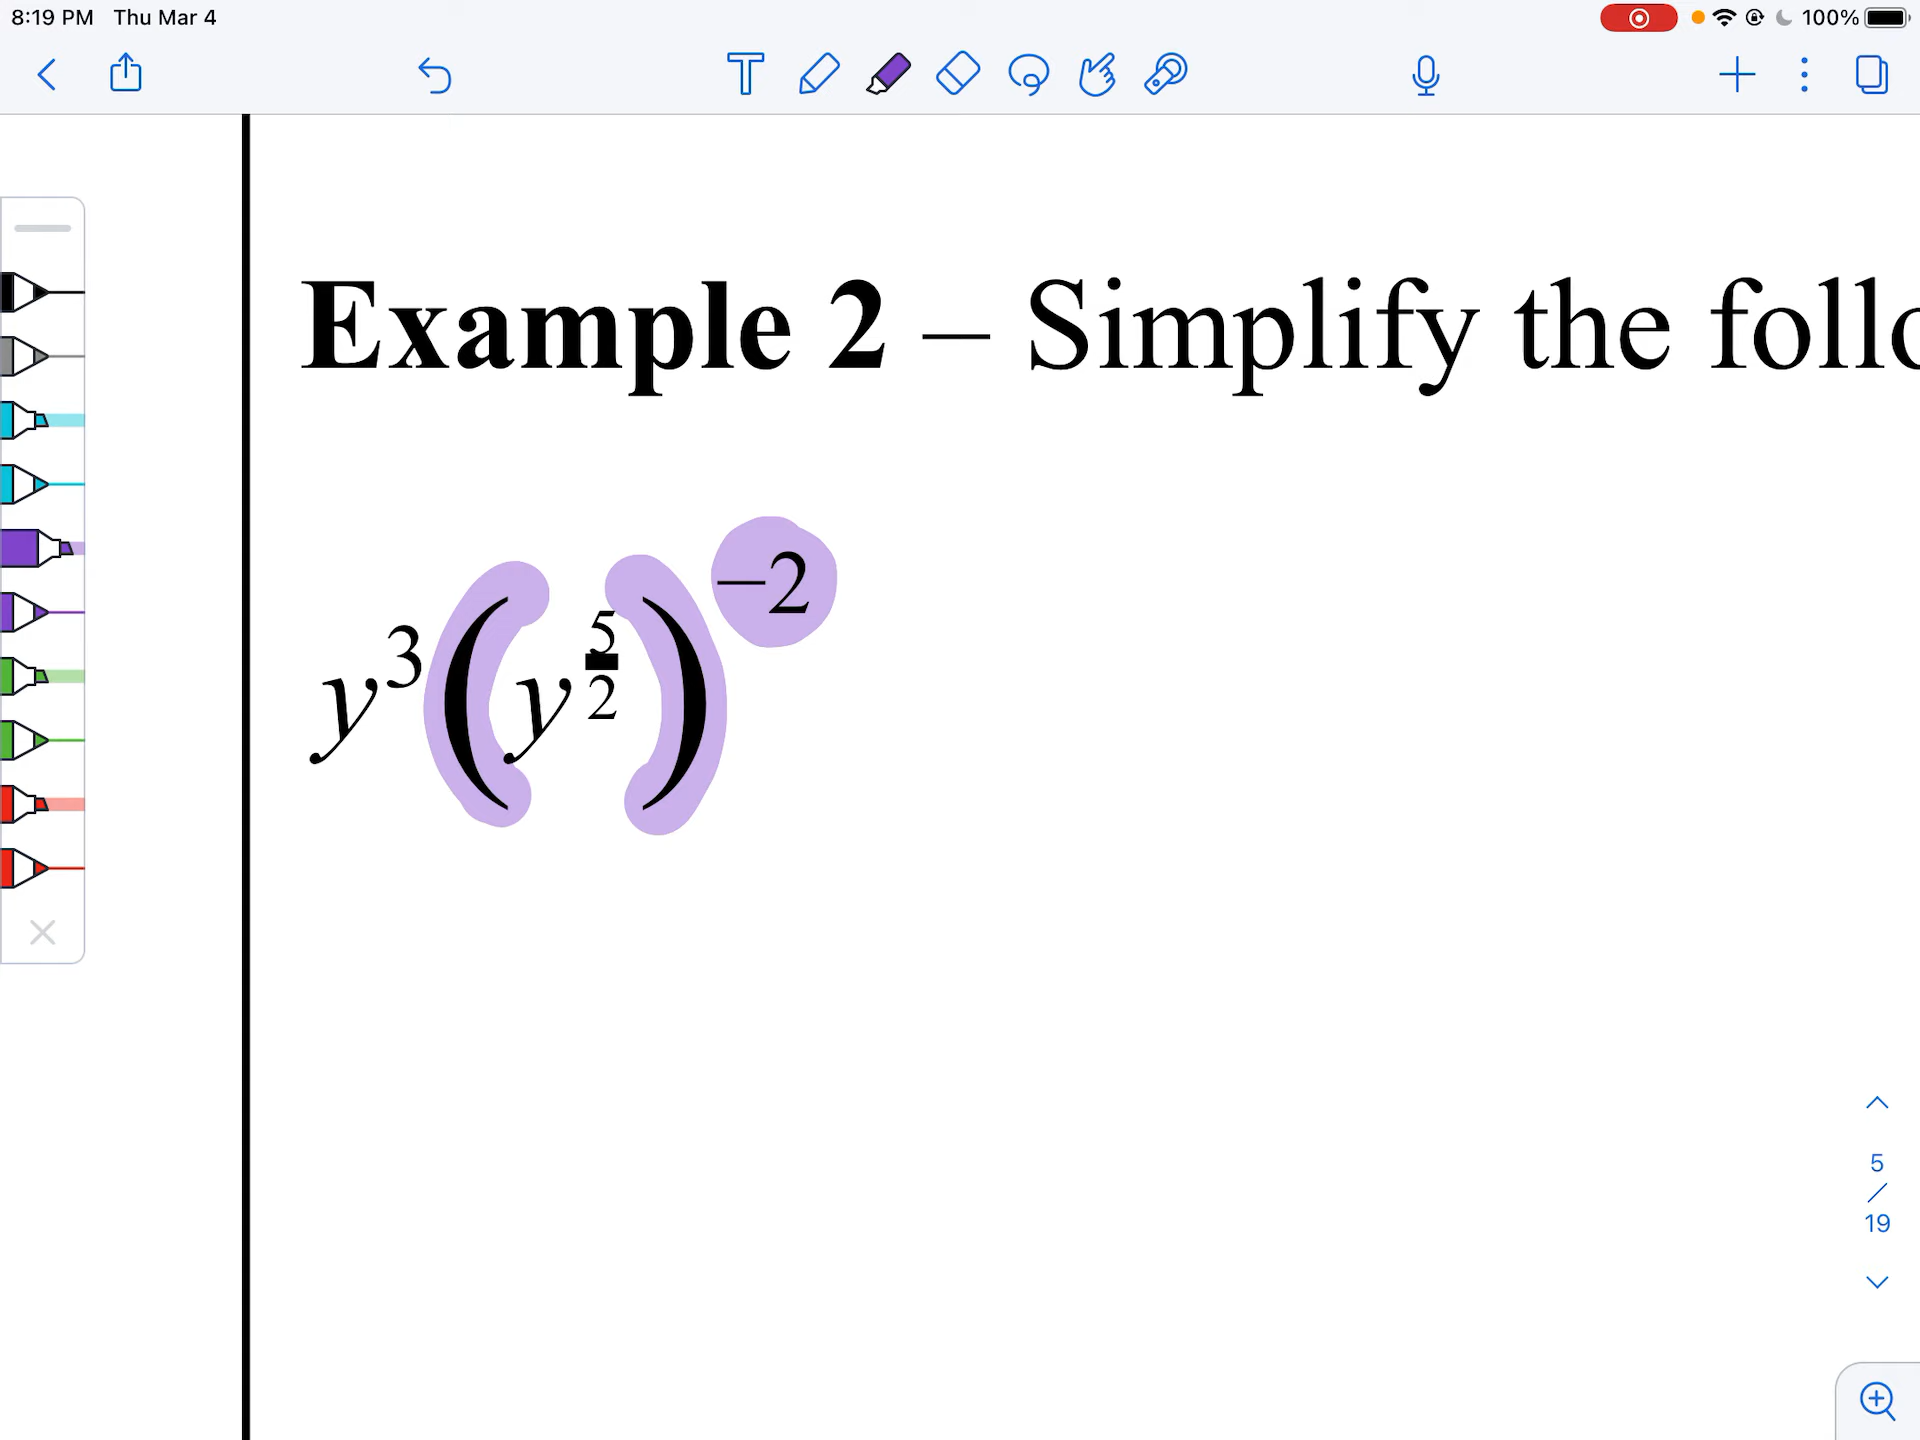 8:19 PM Thu Mar 4 100%
T
Example 2 – Simplify the follo
y³(y^{5/2})^{−2}
5
/
19